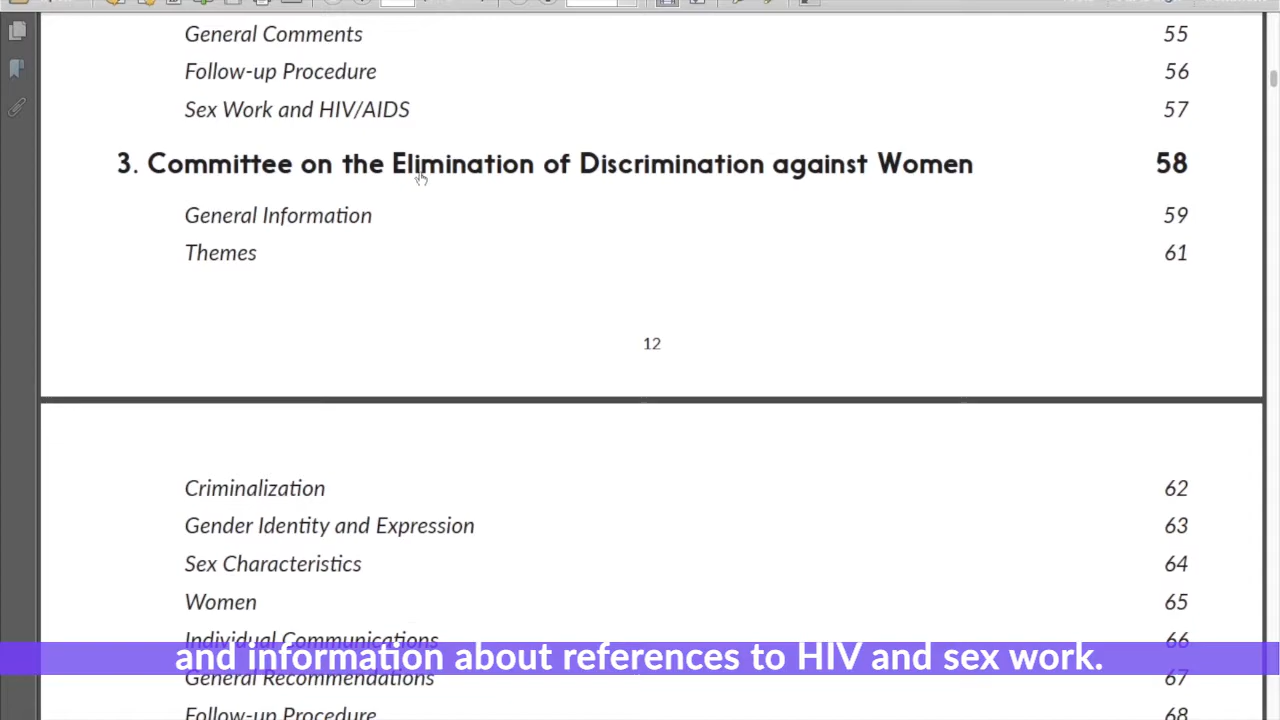 General Comments 55
Follow-up Procedure 56
Sex Work and HIV/AIDS 57
3. Committee on the Elimination of Discrimination against Women 58
General Information 59
Themes 61
12
Criminalization 62
Gender Identity and Expression 63
Sex Characteristics 64
Women 65
Individual Communications 66
and information about references to HIV and sex work.
General Recommendations 67
Follow-up Procedure 68